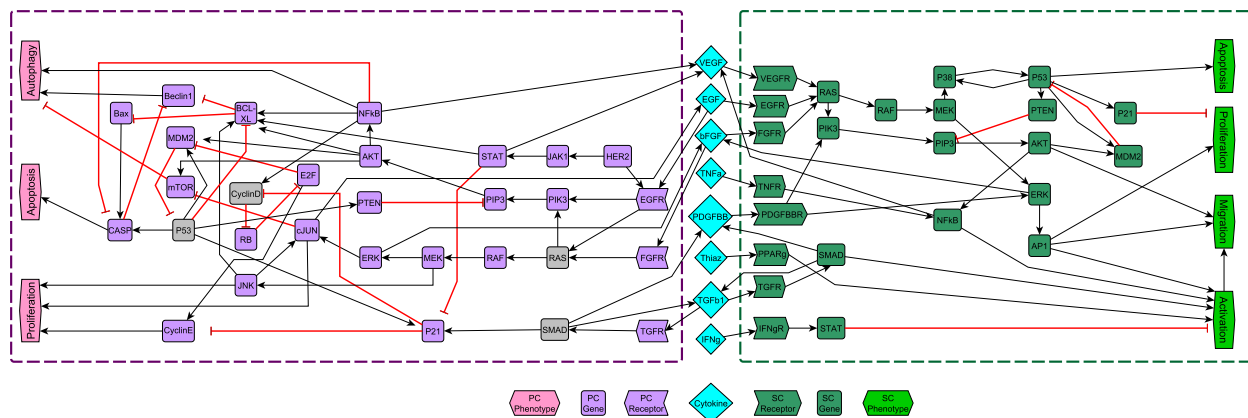 Autophagy
Apoptosis
Proliferation
Beclin1
Bax
BCL-
XL
NFkB
MDM2
AKT
STAT
JAK1
HER2
mTOR
E2F
CyclinD
PTEN
PIP3
PIK3
EGFR
CASP
P53
RB
cJUN
ERK
MEK
RAF
RAS
FGFR
JNK
CyclinE
P21
SMAD
TGFR
VEGF
EGF
bFGF
TNFa
PDGFBB
Thiaz
TGFb1
IFNg
VEGFR
EGFR
FGFR
TNFR
PDGFBBR
PPARg
TGFR
IFNgR
RAS
PIK3
RAF
P38
MEK
PIP3
P53
PTEN
AKT
P21
MDM2
NFkB
ERK
AP1
SMAD
STAT
Apoptosis
Proliferation
Migration
Activation
PC
Phenotype
PC
Gene
PC
Receptor
Cytokine
SC
Receptor
SC
Gene
SC
Phenotype